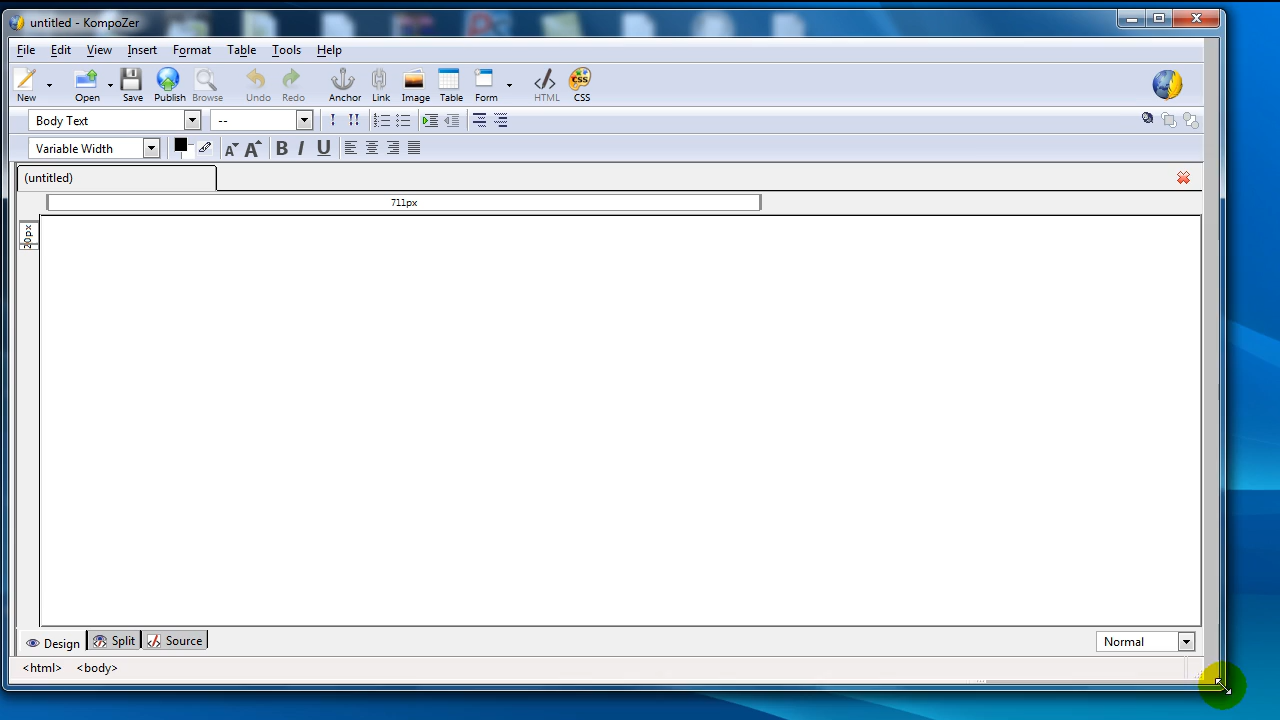 untitled - KompoZer
File Edit View Insert Format Table Tools Help
New Open Save Publish Browse Undo Redo Anchor Link Image Table Form HTML CSS
Body Text --
Variable Width A A B I U
(untitled)
711px
20px
Design Split Source Normal
<html> <body>